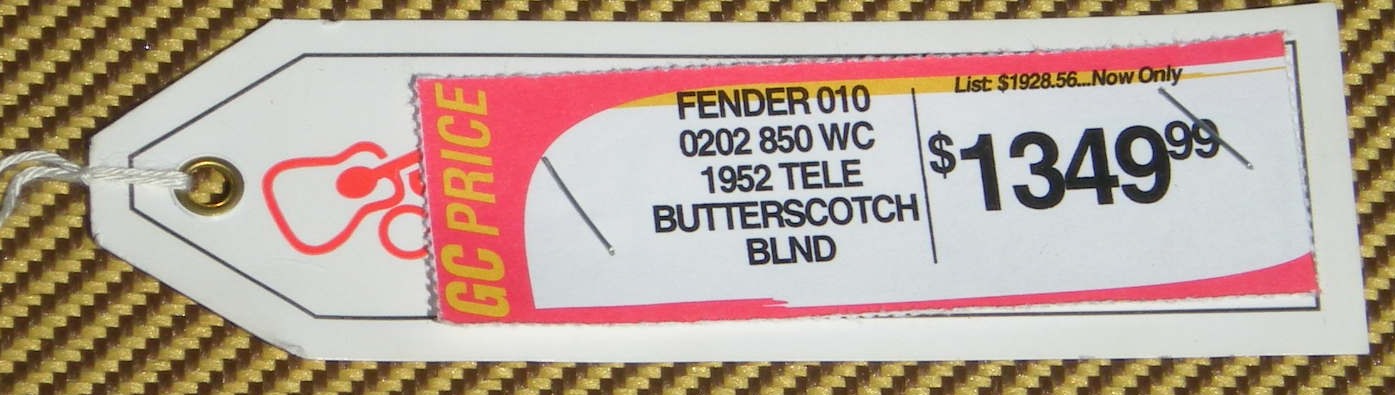 GC PRICE
FENDER 010
0202 850 WC
1952 TELE
BUTTERSCOTCH
BLND
List: $1928.56...Now Only
$1349.99